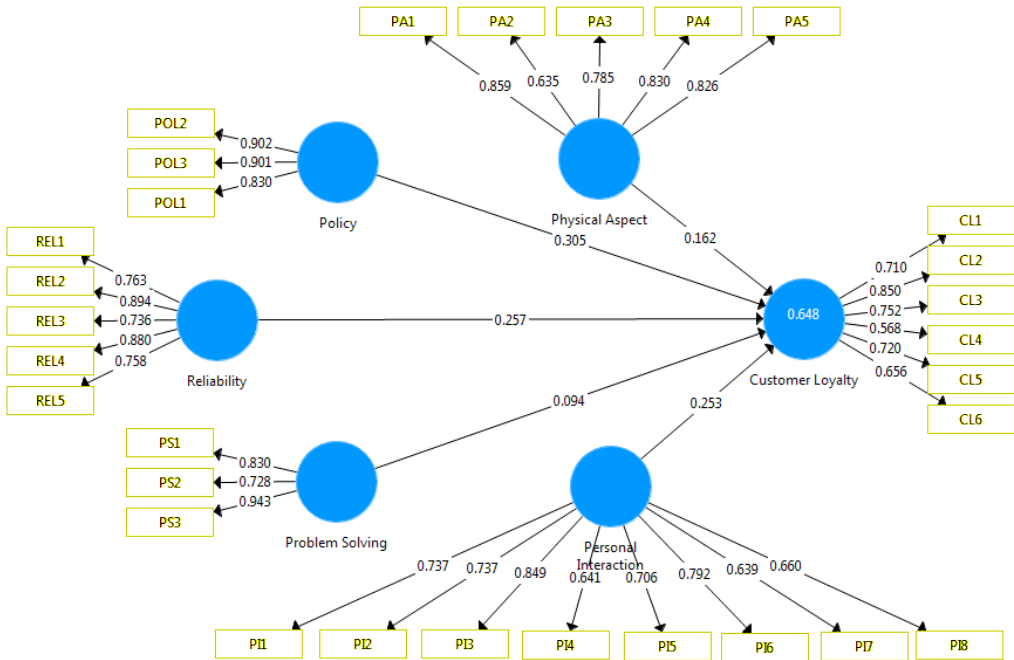 PA1
PA2
PA3
PA4
PA5
0.859
0.635
0.785
0.830
0.826
Physical Aspect
0.162
POL2
POL3
POL1
0.902
0.901
0.830
Policy
0.305
REL1
REL2
REL3
REL4
REL5
0.763
0.894
0.736
0.880
0.758
Reliability
0.257
0.648
Customer Loyalty
CL1
CL2
CL3
CL4
CL5
CL6
0.710
0.850
0.752
0.568
0.720
0.656
PS1
PS2
PS3
0.830
0.728
0.943
Problem Solving
0.094
0.253
Personal
Interaction
0.737
0.737
0.849
0.641
0.706
0.792
0.639
0.660
PI1
PI2
PI3
PI4
PI5
PI6
PI7
PI8